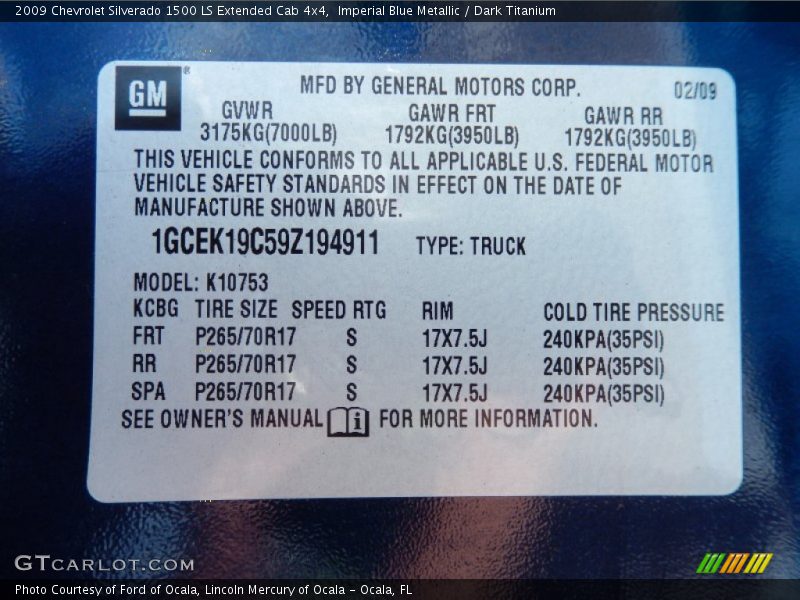 2009 Chevrolet Silverado 1500 LS Extended Cab 4x4, Imperial Blue Metallic / Dark Titanium
GM ® MFD BY GENERAL MOTORS CORP. 02/09
GVWR GAWR FRT GAWR RR
3175KG(7000LB) 1792KG(3950LB) 1792KG(3950LB)
THIS VEHICLE CONFORMS TO ALL APPLICABLE U.S. FEDERAL MOTOR
VEHICLE SAFETY STANDARDS IN EFFECT ON THE DATE OF
MANUFACTURE SHOWN ABOVE.
1GCEK19C59Z194911 TYPE: TRUCK
MODEL: K10753
KCBG TIRE SIZE SPEED RTG RIM COLD TIRE PRESSURE
FRT P265/70R17 S 17X7.5J 240KPA(35PSI)
RR P265/70R17 S 17X7.5J 240KPA(35PSI)
SPA P265/70R17 S 17X7.5J 240KPA(35PSI)
SEE OWNER'S MANUAL i FOR MORE INFORMATION.
GTCARLOT.COM
Photo Courtesy of Ford of Ocala, Lincoln Mercury of Ocala - Ocala, FL